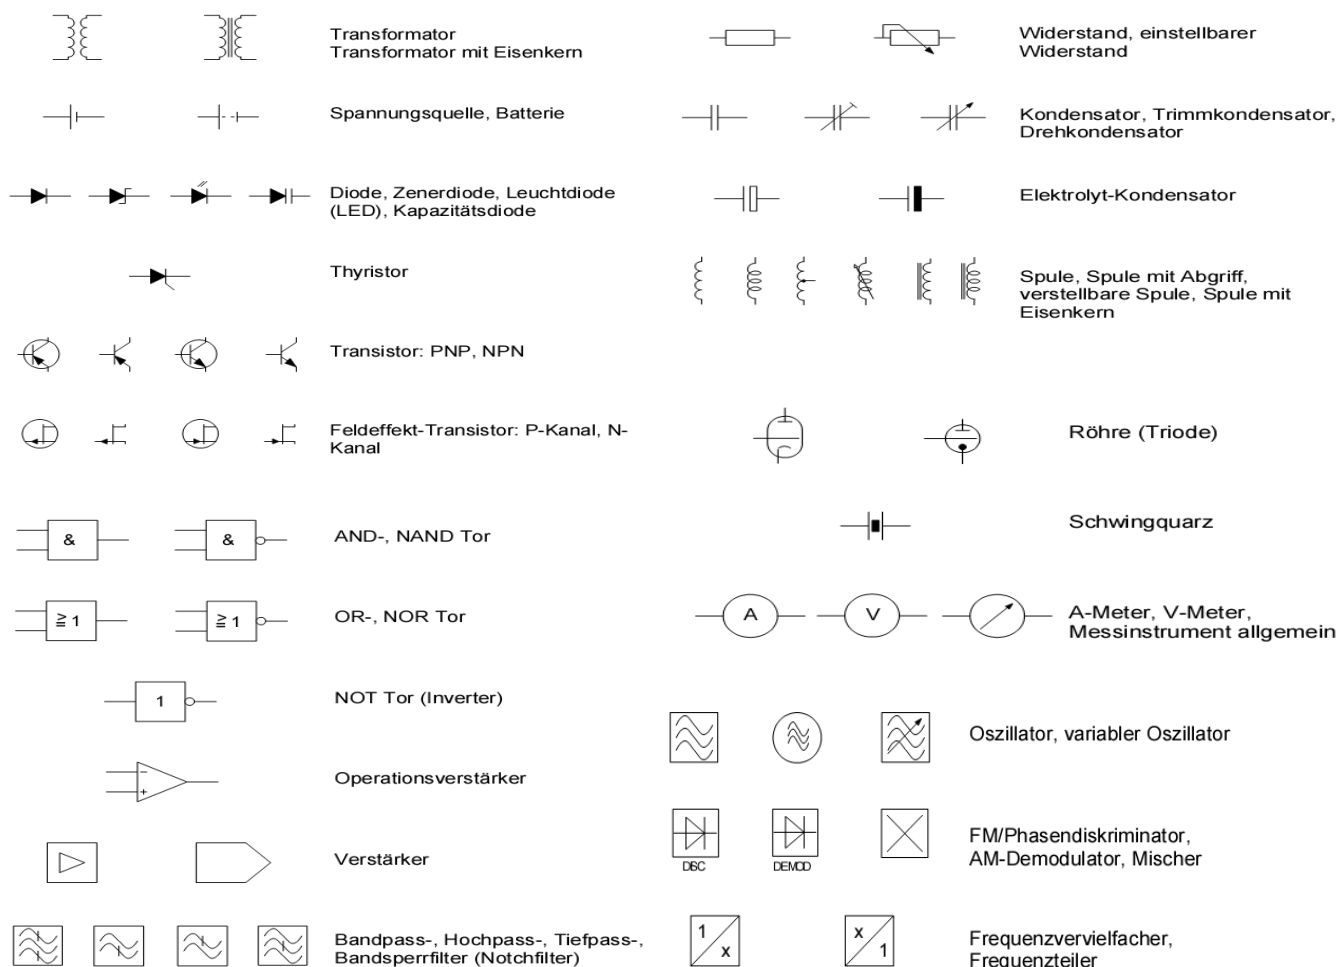 Transformator
Transformator mit Eisenkern
Spannungsquelle, Batterie
Diode, Zenerdiode, Leuchtdiode
(LED), Kapazitätsdiode
Thyristor
Transistor: PNP, NPN
Feldeffekt-Transistor: P-Kanal, N-
Kanal
& &
AND-, NAND Tor
≧ 1 ≧ 1
OR-, NOR Tor
1
NOT Tor (Inverter)
−
+
Operationsverstärker
Verstärker
Bandpass-, Hochpass-, Tiefpass-,
Bandsperrfilter (Notchfilter)
Widerstand, einstellbarer
Widerstand
Kondensator, Trimmkondensator,
Drehkondensator
Elektrolyt-Kondensator
Spule, Spule mit Abgriff,
verstellbare Spule, Spule mit
Eisenkern
Röhre (Triode)
Schwingquarz
A V
A-Meter, V-Meter,
Messinstrument allgemein
Oszillator, variabler Oszillator
DISC DEMOD
FM/Phasendiskriminator,
AM-Demodulator, Mischer
1 x
x 1
Frequenzvervielfacher,
Frequenzteiler